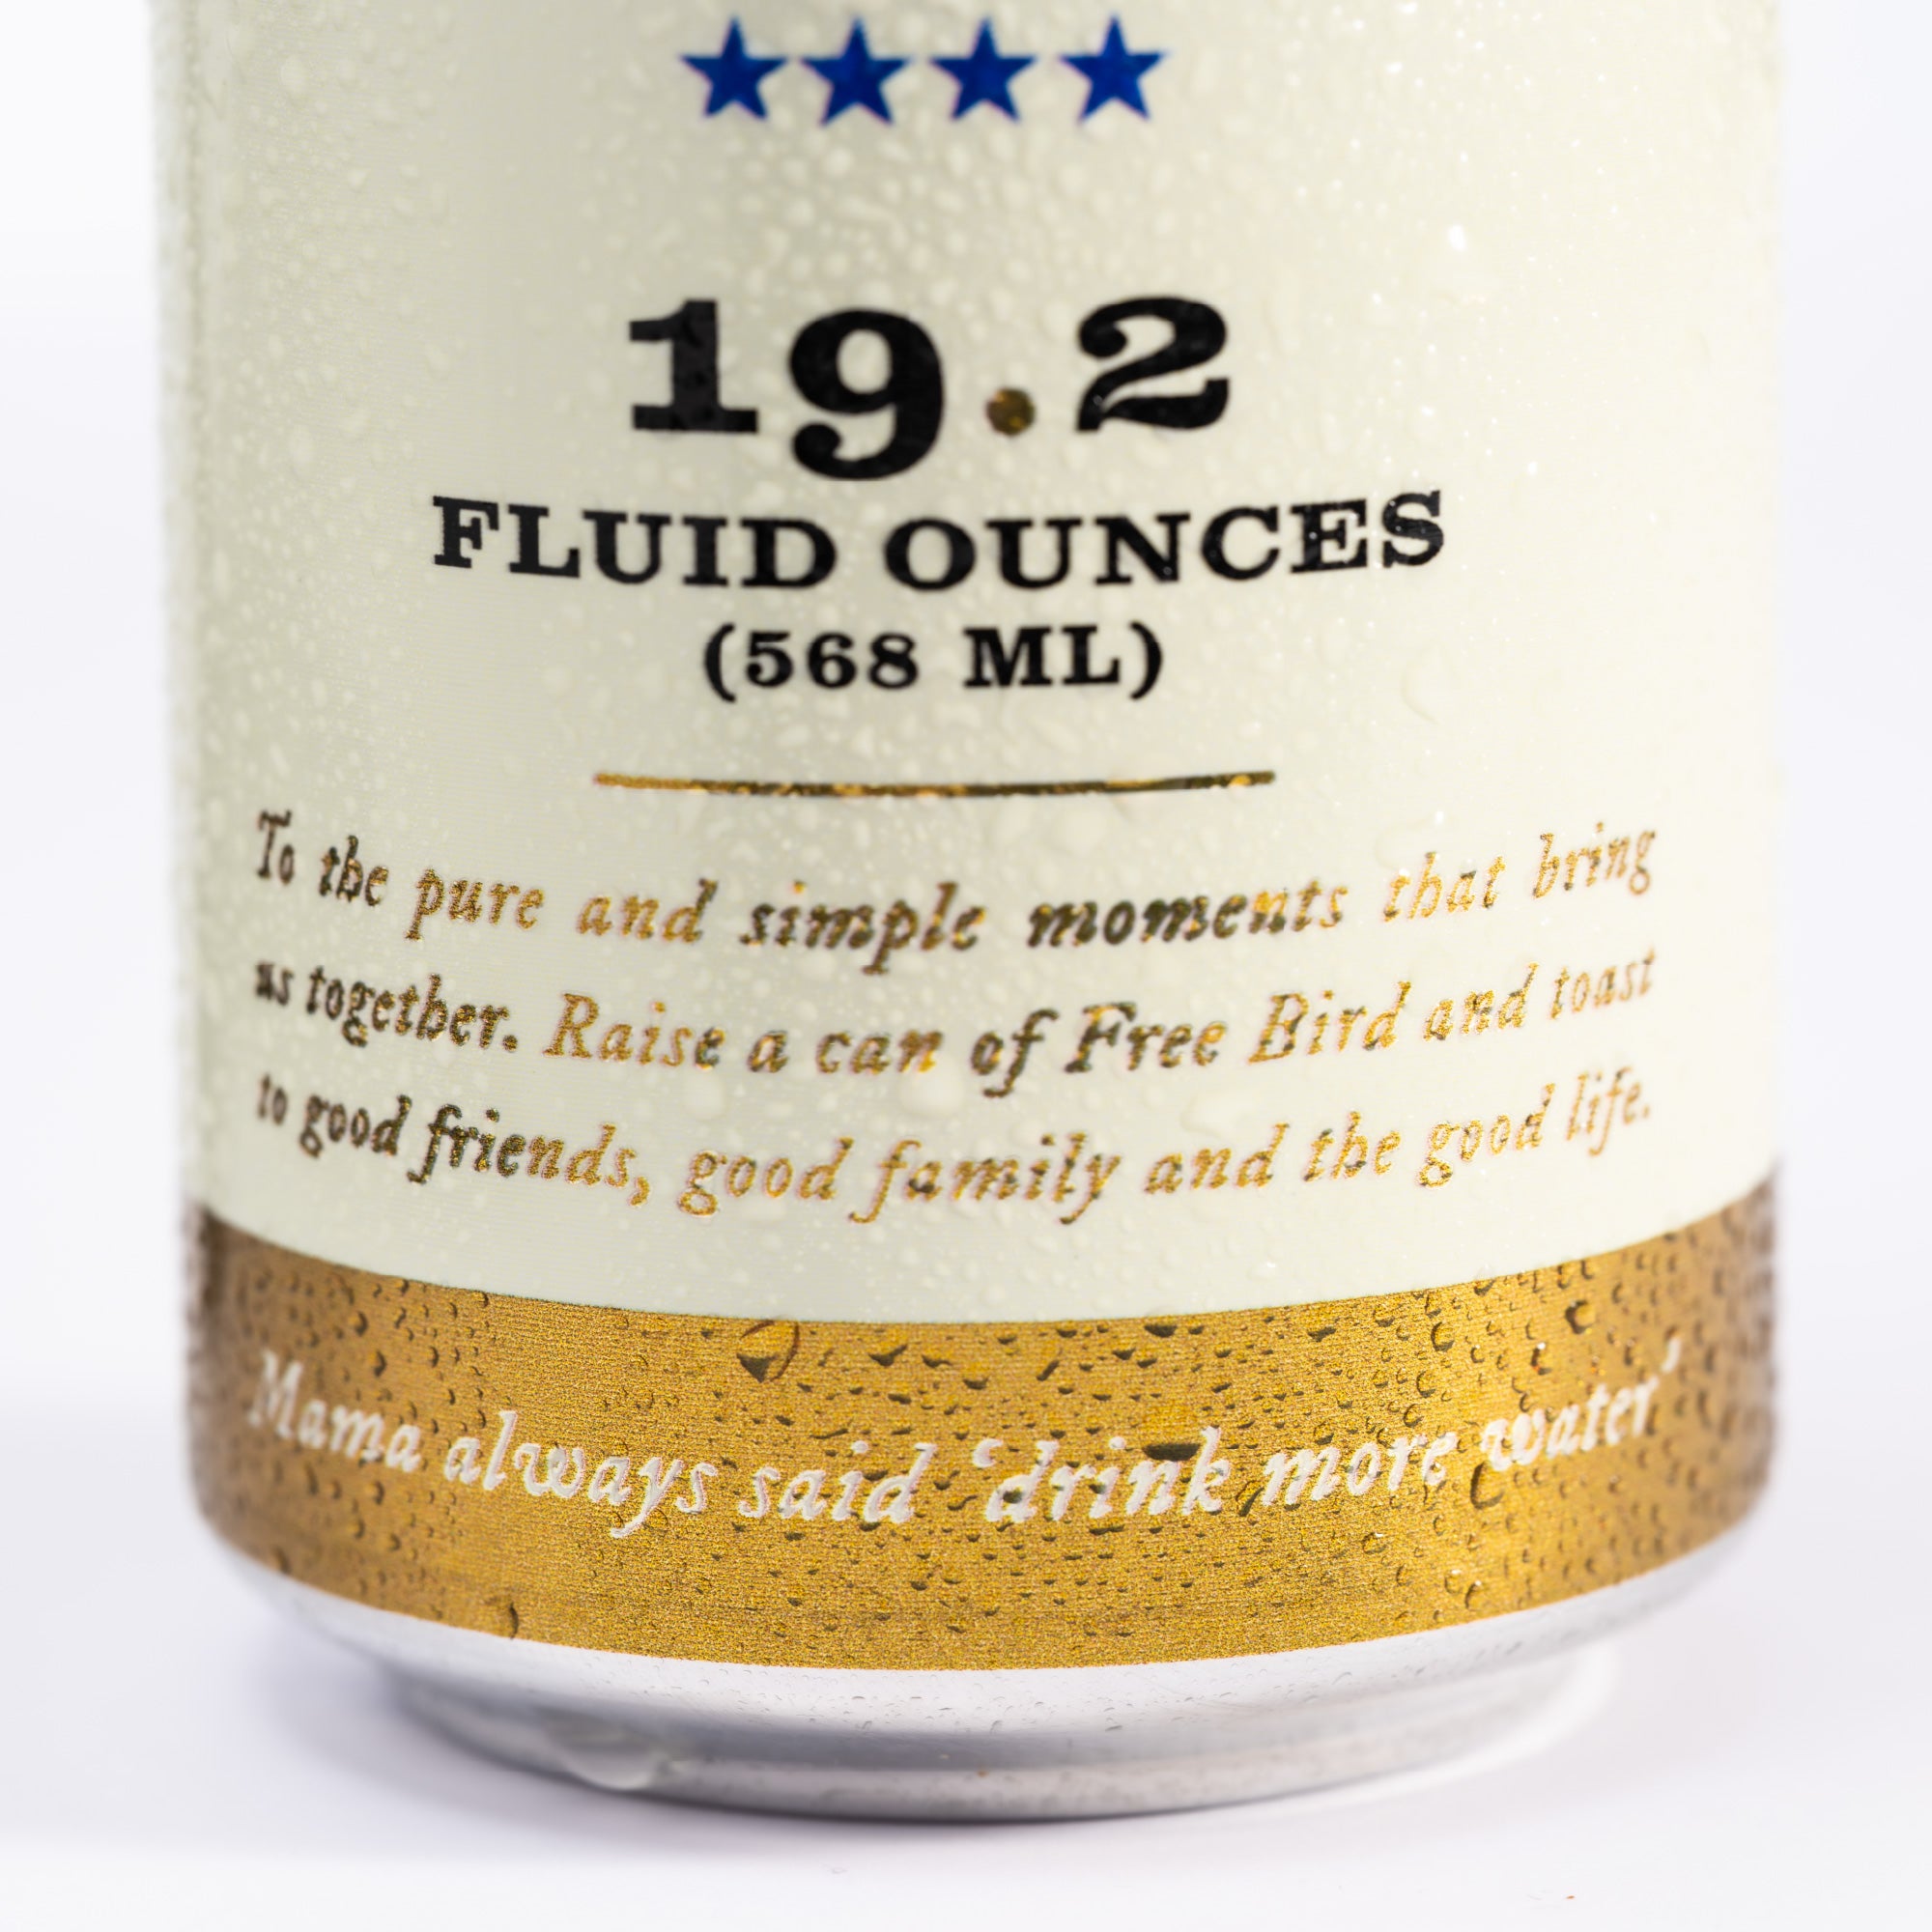 19.2
FLUID OUNCES
(568 ML)
To the pure and simple moments that bring
us together. Raise a can of Free Bird and toast
to good friends, good family and the good life.
Mama always said ‘drink more water’